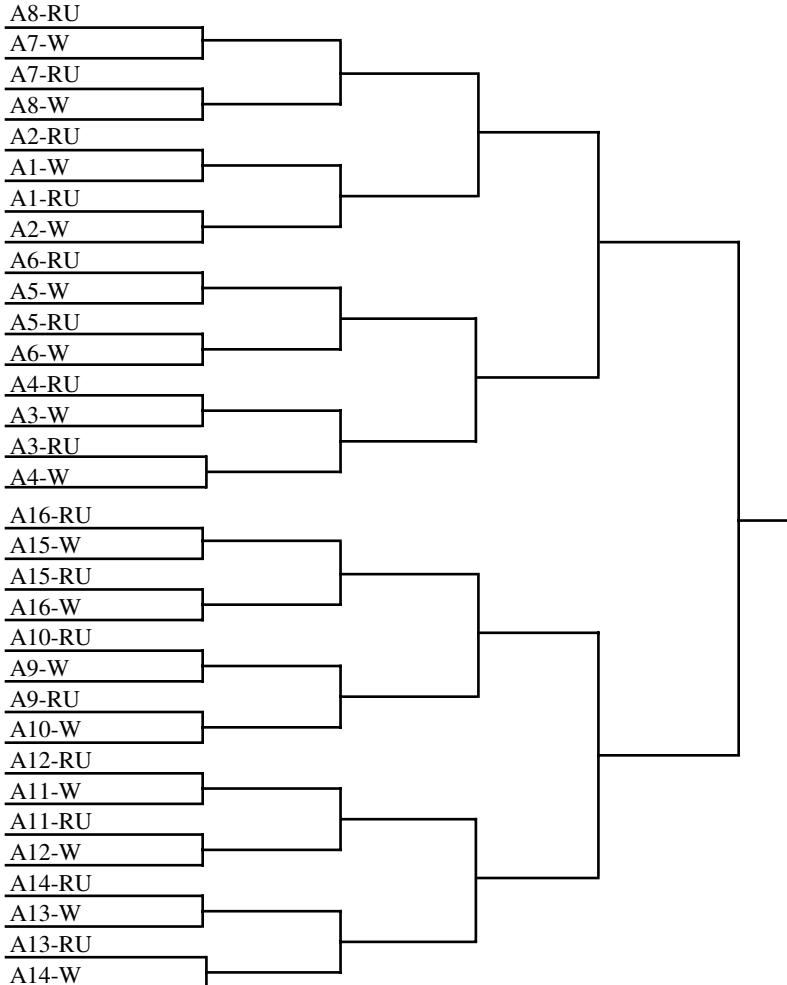 A8-RU
A7-W
A7-RU
A8-W
A2-RU
A1-W
A1-RU
A2-W
A6-RU
A5-W
A5-RU
A6-W
A4-RU
A3-W
A3-RU
A4-W
A16-RU
A15-W
A15-RU
A16-W
A10-RU
A9-W
A9-RU
A10-W
A12-RU
A11-W
A11-RU
A12-W
A14-RU
A13-W
A13-RU
A14-W